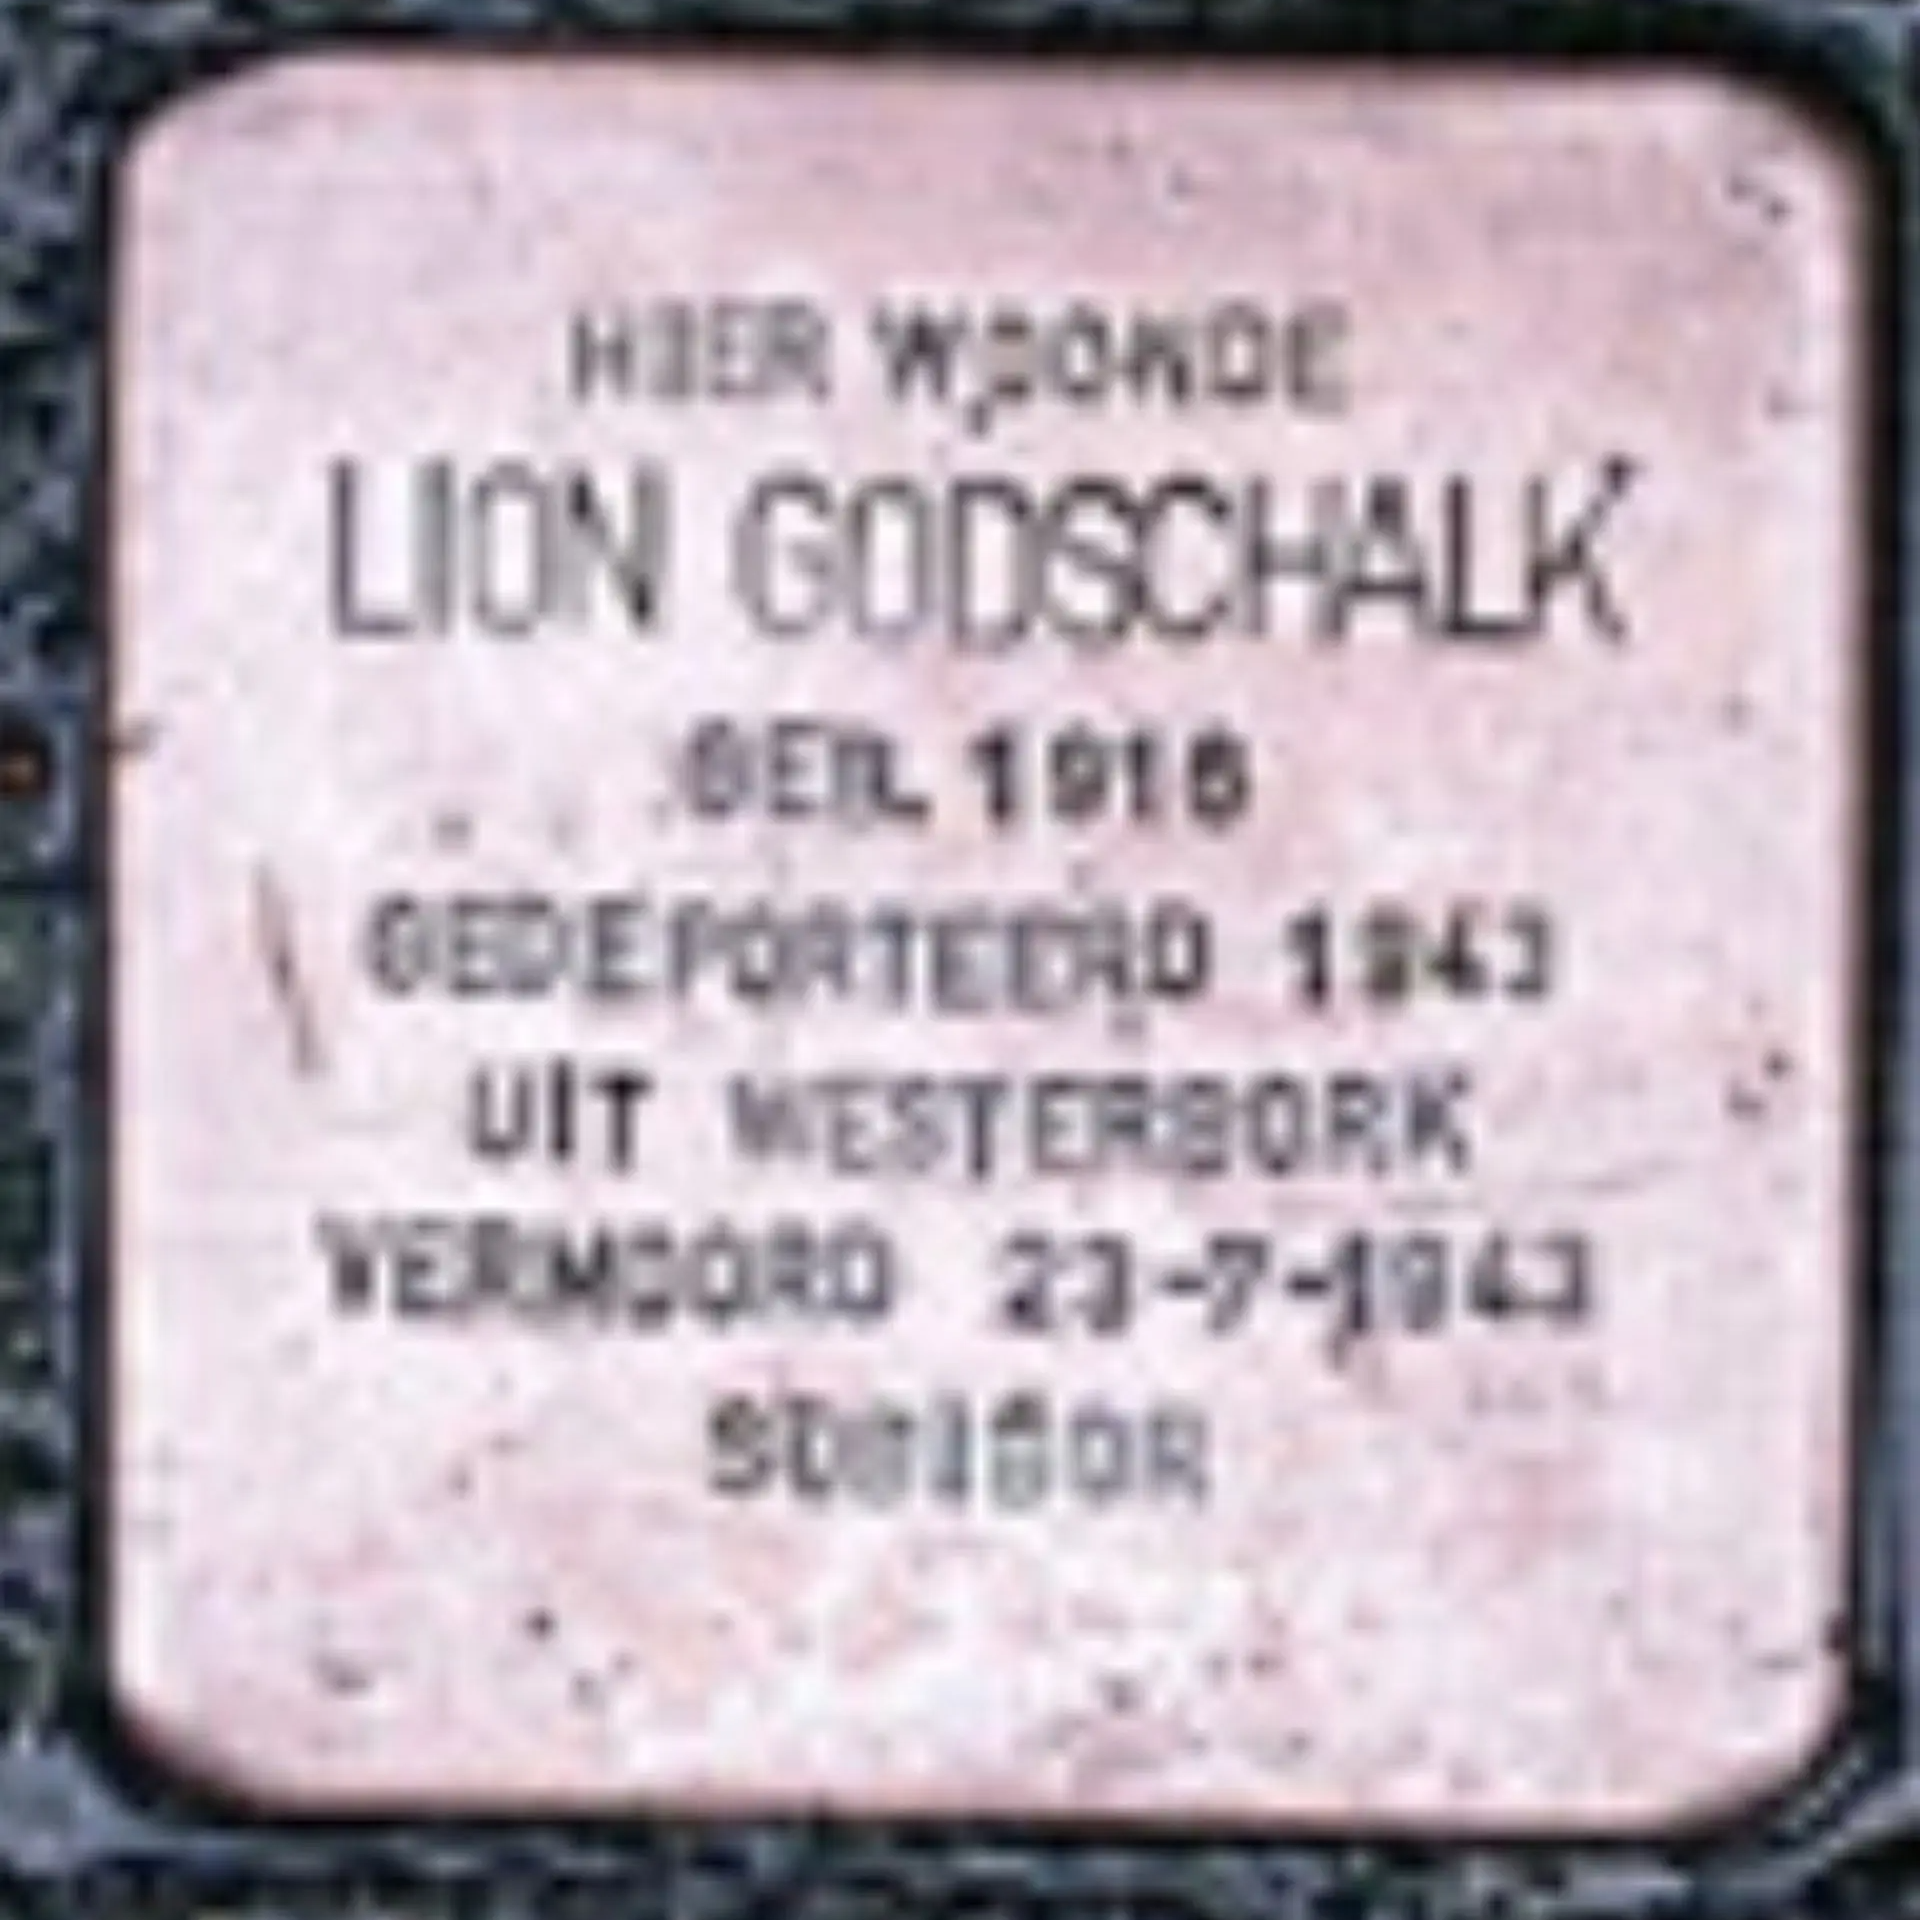 HIER WOONDE
LION GODSCHALK
GEB. 1916
GEDEPORTEERD 1943
UIT WESTERBORK
VERMOORD 23-7-1943
SOBIBOR